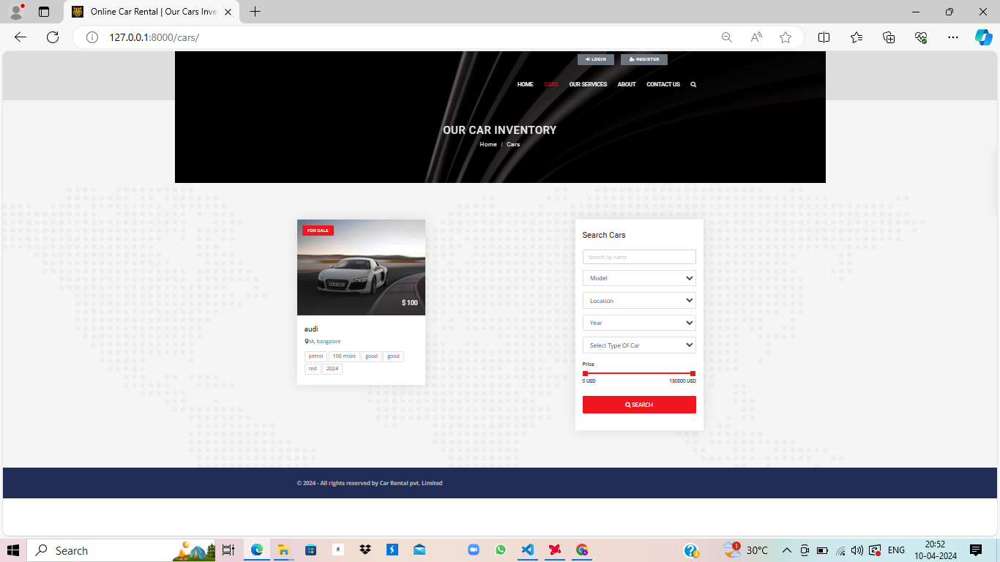 Online Car Rental | Our Cars Inve
127.0.0.1:8000/cars/
LOGIN
REGISTER
HOME CARS OUR SERVICES ABOUT CONTACT US
OUR CAR INVENTORY
Home / Cars
FOR SALE
$ 100
audi
IA, bangalore
petrol 100 miles good good
red 2024
Search Cars
Search by name
Model
Location
Year
Select Type Of Car
Price
0 USD 150000 USD
SEARCH
© 2024 - All rights reserved by Car Rental pvt. Limited
Search
1
30°C
ENG
20:52
10-04-2024